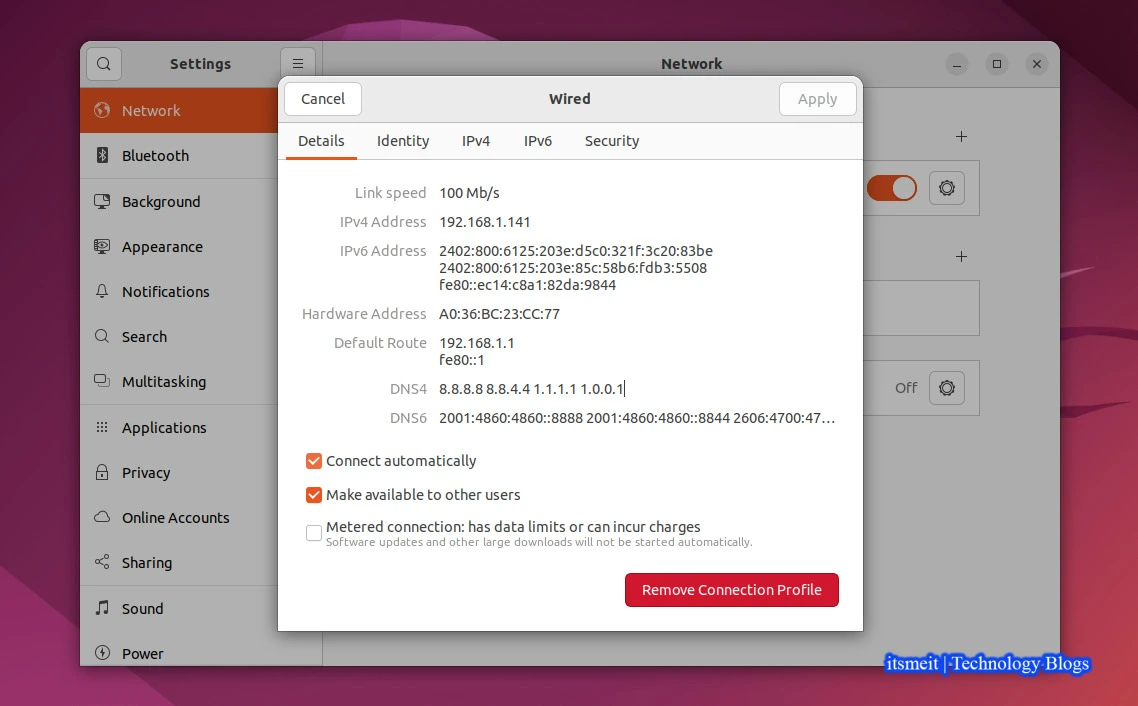 Settings
Network
Network
Bluetooth
Background
Appearance
Notifications
Search
Multitasking
Applications
Privacy
Online Accounts
Sharing
Sound
Power
Cancel
Wired
Apply
Details Identity IPv4 IPv6 Security
Link speed 100 Mb/s
IPv4 Address 192.168.1.141
IPv6 Address 2402:800:6125:203e:d5c0:321f:3c20:83be
2402:800:6125:203e:85c:58b6:fdb3:5508
fe80::ec14:c8a1:82da:9844
Hardware Address A0:36:BC:23:CC:77
Default Route 192.168.1.1
fe80::1
DNS4 8.8.8.8 8.8.4.4 1.1.1.1 1.0.0.1
DNS6 2001:4860:4860::8888 2001:4860:4860::8844 2606:4700:47…
Connect automatically
Make available to other users
Metered connection: has data limits or can incur charges
Software updates and other large downloads will not be started automatically.
Remove Connection Profile
Off
itsmeit | Technology Blogs